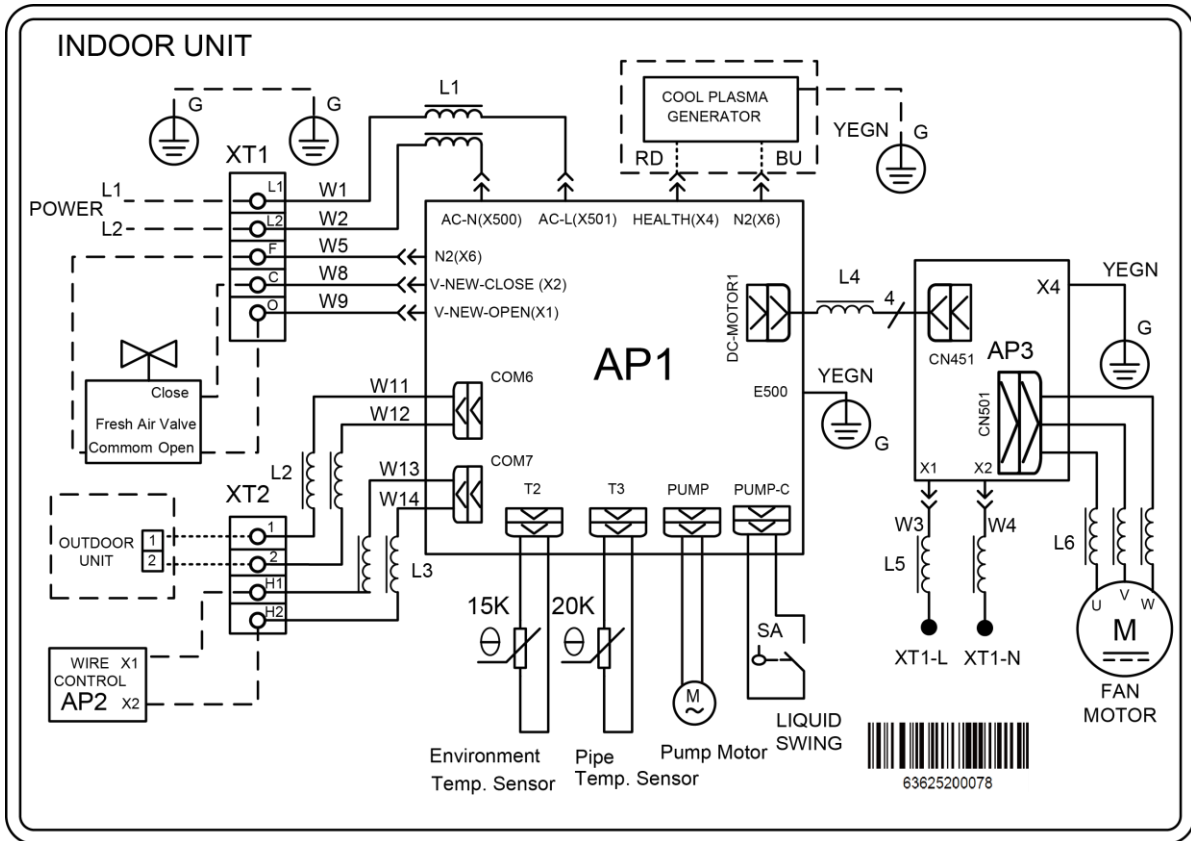 INDOOR UNIT
G
G
L1
COOL PLASMA
GENERATOR
YEGN
G
RD
BU
XT1
POWER
L1
L2
L1
L2
F
C
O
W1
W2
W5
W8
W9
AC-N(X500)
AC-L(X501)
HEALTH(X4)
N2(X6)
N2(X6)
V-NEW-CLOSE (X2)
V-NEW-OPEN(X1)
DC-MOTOR1
L4
4
CN451
X4
YEGN
G
AP1
AP3
CN501
E500
YEGN
G
Close
Fresh Air Valve
Commom Open
W11
W12
COM6
L2
W13
W14
COM7
L3
XT2
1
2
H1
H2
OUTDOOR
UNIT
1
2
WIRE
CONTROL
AP2
X1
X2
T2
T3
PUMP
PUMP-C
15K
20K
SA
M
Environment
Temp. Sensor
Pipe
Temp. Sensor
Pump Motor
LIQUID
SWING
X1
X2
W3
W4
L5
L6
XT1-L
XT1-N
U
V
W
M
FAN
MOTOR
63625200078